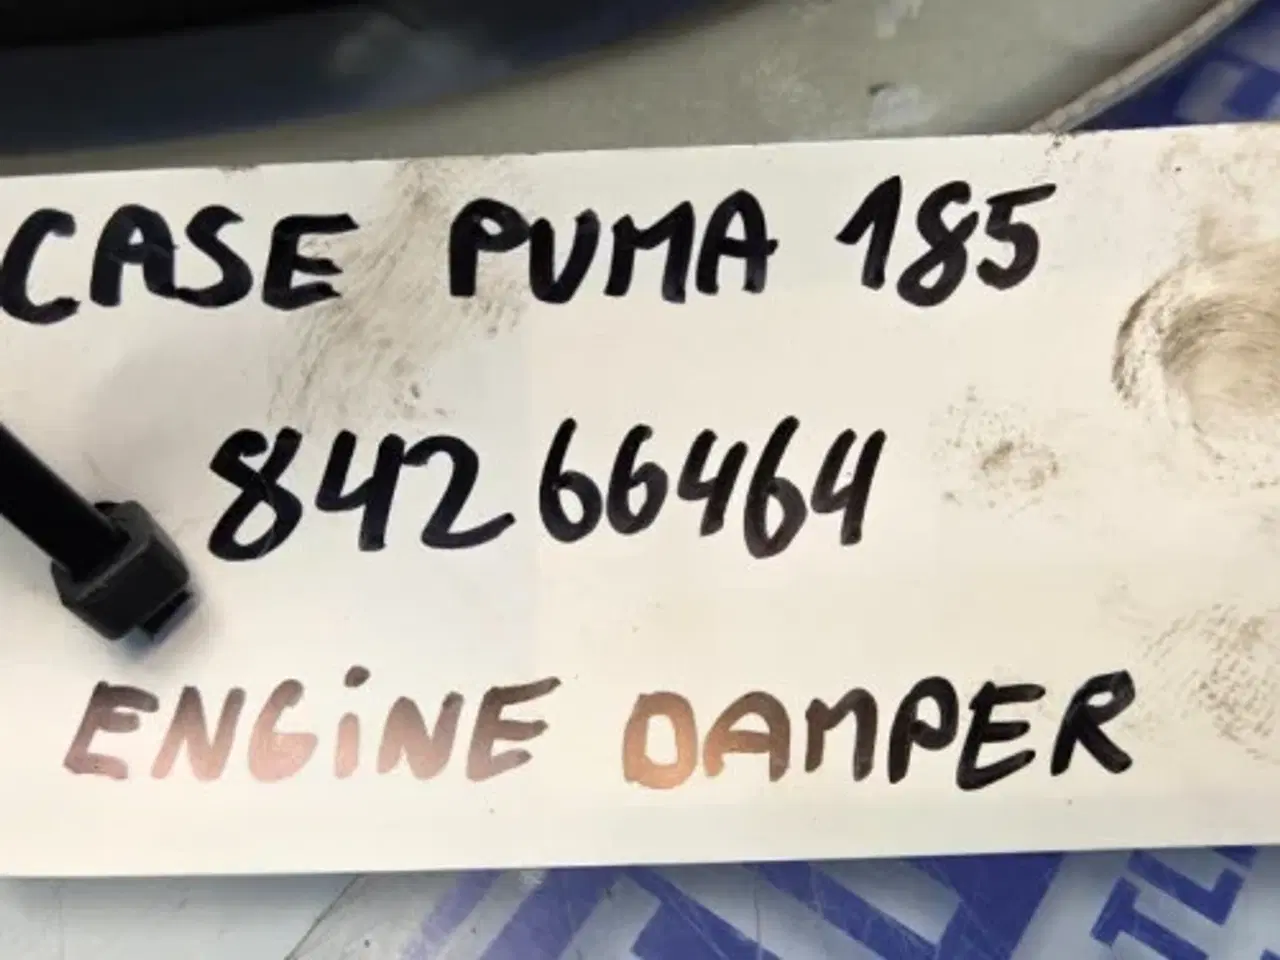 CASE PUMA 185
84266464
ENGiNE DAMPER